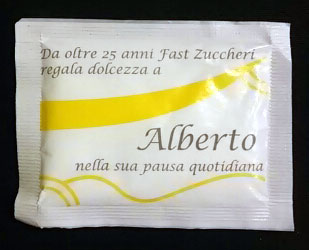 Da oltre 25 anni Fast Zuccheri
regala dolcezza a
Alberto
nella sua pausa quotidiana